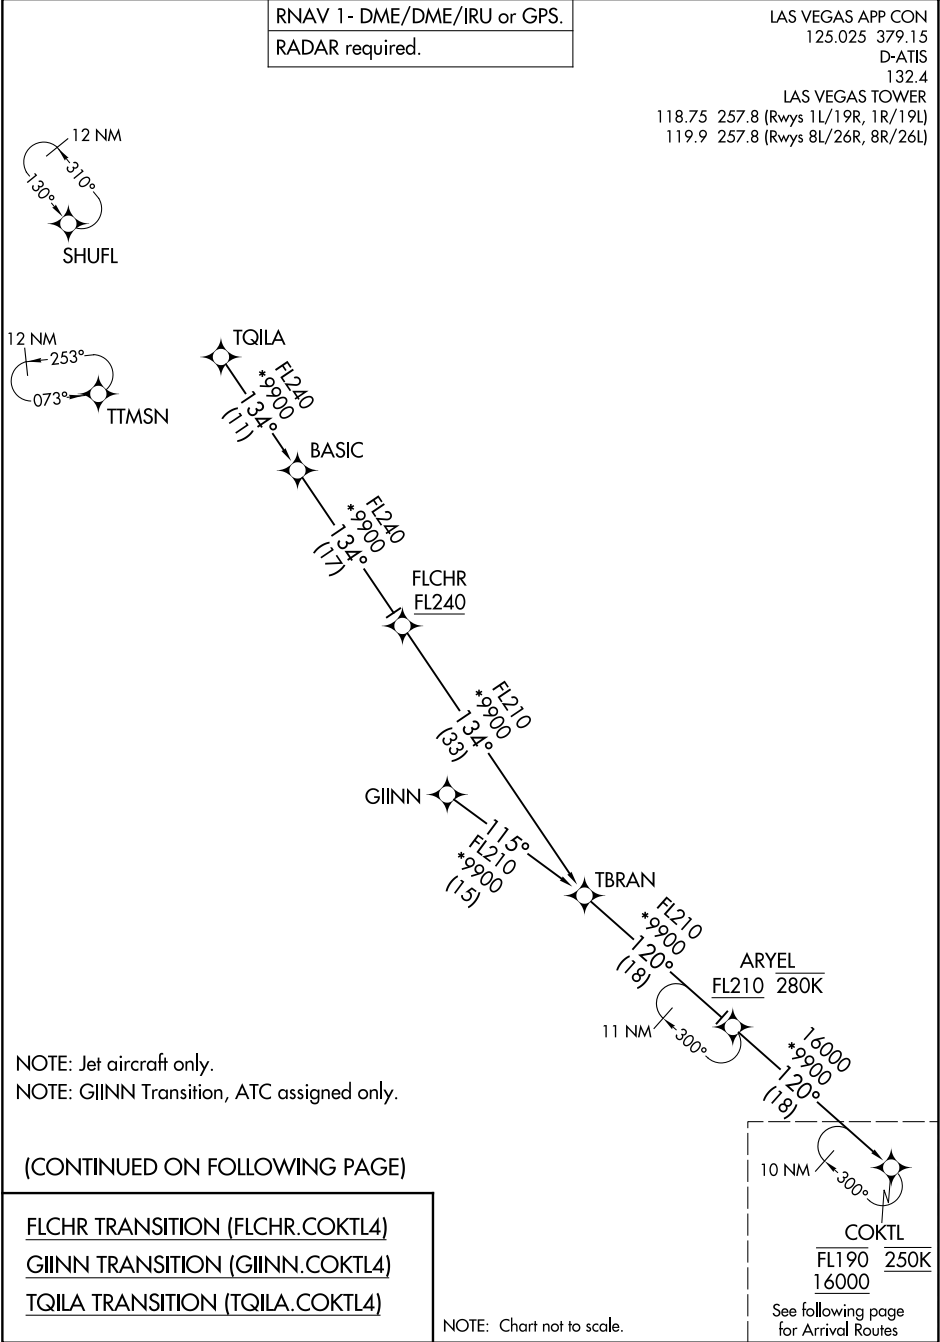 RNAV 1- DME/DME/IRU or GPS.
RADAR required.
LAS VEGAS APP CON
125.025 379.15
D-ATIS
132.4
LAS VEGAS TOWER
118.75 257.8 (Rwys 1L/19R, 1R/19L)
119.9 257.8 (Rwys 8L/26R, 8R/26L)
12 NM
310°
130°
SHUFL
12 NM
253°
073°
TTMSN
TQILA
FL240
*9900
134°
(11)
BASIC
FL240
*9900
134°
(17)
FLCHR
FL240
FL210
*9900
134°
(33)
GIINN
115°
FL210
*9900
(15)
TBRAN
FL210
*9900
120°
(18)
ARYEL
FL210 280K
11 NM
300°
16000
*9900
120°
(18)
10 NM
300°
COKTL
FL190 250K
16000
See following page
for Arrival Routes
NOTE: Jet aircraft only.
NOTE: GIINN Transition, ATC assigned only.
(CONTINUED ON FOLLOWING PAGE)
FLCHR TRANSITION (FLCHR.COKTL4)
GIINN TRANSITION (GIINN.COKTL4)
TQILA TRANSITION (TQILA.COKTL4)
NOTE: Chart not to scale.